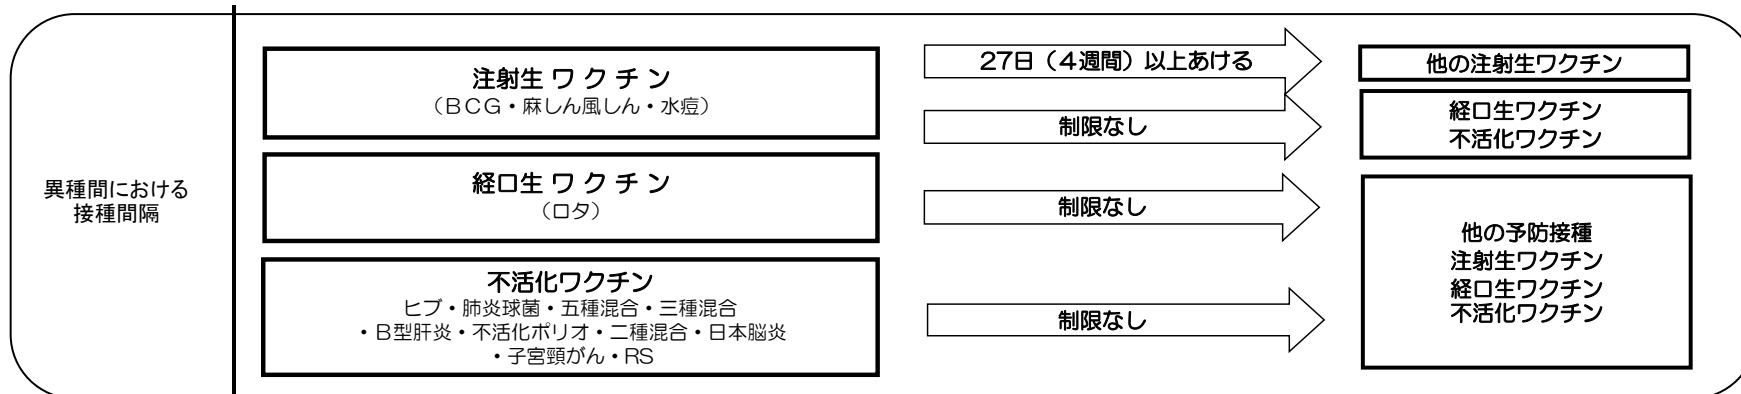 異種間における
接種間隔
注射生 ワ ク チ ン
（ＢＣＧ・麻しん風しん・水痘）
27日（４週間）以上あける
他の注射生ワクチン
制限なし
経口生ワクチン
不活化ワクチン
経口生 ワ ク チ ン
（ロタ）
制限なし
不活化ワクチン
ヒブ・肺炎球菌・五種混合・三種混合
・Ｂ型肝炎・不活化ポリオ・二種混合・日本脳炎
・子宮頸がん・RS
制限なし
他の予防接種
注射生ワクチン
経口生ワクチン
不活化ワクチン